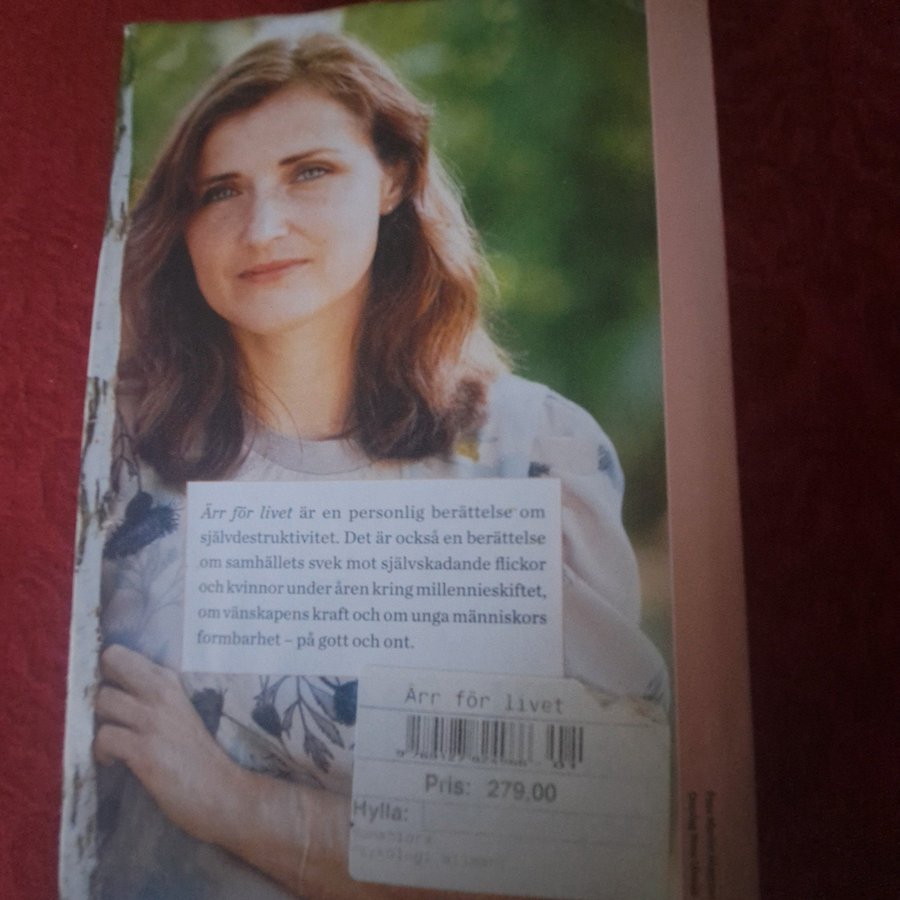 Ärr för livet är en personlig berättelse om
självdestruktivitet. Det är också en berättelse
om samhällets svek mot självskadande flickor
och kvinnor under åren kring millennieskiftet,
om vänskapens kraft och om unga människors
formbarhet – på gott och ont.
Ärr för livet
Pris: 279.00
Hylla: